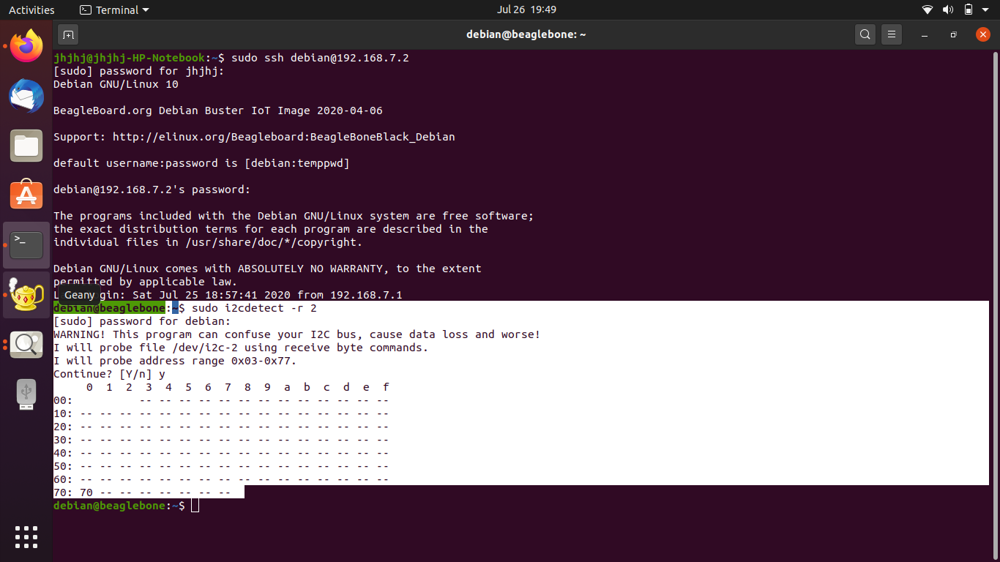 Activities
Terminal
Jul 26 19:49
debian@beaglebone: ~
jhjhj@jhjhj-HP-Notebook:~$ sudo ssh debian@192.168.7.2
[sudo] password for jhjhj:
Debian GNU/Linux 10
BeagleBoard.org Debian Buster IoT Image 2020-04-06
Support: http://elinux.org/Beagleboard:BeagleBoneBlack_Debian
default username:password is [debian:temppwd]
debian@192.168.7.2's password:
The programs included with the Debian GNU/Linux system are free software;
the exact distribution terms for each program are described in the
individual files in /usr/share/doc/*/copyright.
Debian GNU/Linux comes with ABSOLUTELY NO WARRANTY, to the extent
permitted by applicable law.
Geany
Sat Jul 25 18:57:41 2020 from 192.168.7.1
debian@beaglebone:~$ sudo i2cdetect -r 2
[sudo] password for debian:
WARNING! This program can confuse your I2C bus, cause data loss and worse!
I will probe file /dev/i2c-2 using receive byte commands.
I will probe address range 0x03-0x77.
Continue? [Y/n] y
     0  1  2  3  4  5  6  7  8  9  a  b  c  d  e  f
00:          -- -- -- -- -- -- -- -- -- -- -- -- --
10: -- -- -- -- -- -- -- -- -- -- -- -- -- -- -- --
20: -- -- -- -- -- -- -- -- -- -- -- -- -- -- -- --
30: -- -- -- -- -- -- -- -- -- -- -- -- -- -- -- --
40: -- -- -- -- -- -- -- -- -- -- -- -- -- -- -- --
50: -- -- -- -- -- -- -- -- -- -- -- -- -- -- -- --
60: -- -- -- -- -- -- -- -- -- -- -- -- -- -- -- --
70: 70 -- -- -- -- -- -- --
debian@beaglebone:~$